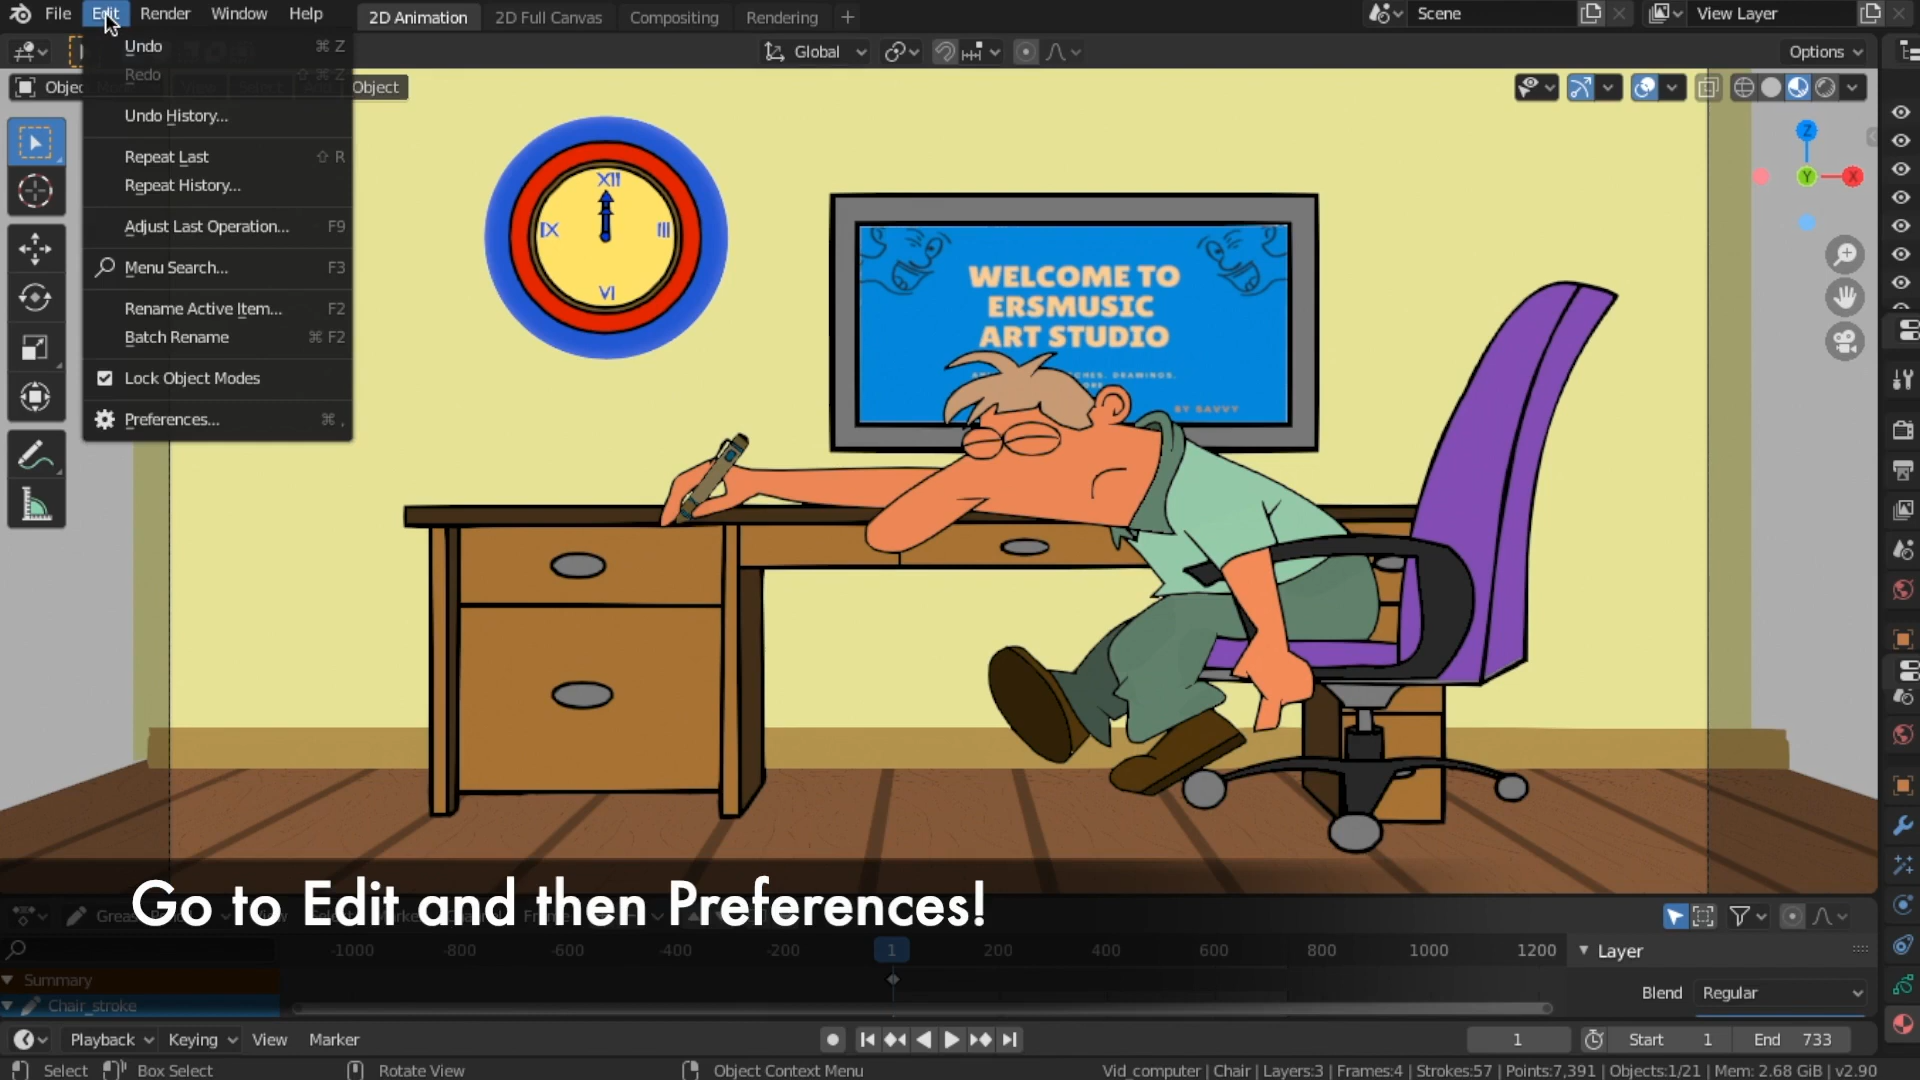 File Edit Render Window Help 2D Animation 2D Full Canvas Compositing Rendering + Scene View Layer
Global Options
Undo ⌘ Z
Redo ⇧ ⌘ Z
Object
Undo History...
Repeat Last ⇧ R
Repeat History...
Adjust Last Operation... F9
Menu Search... F3
Rename Active Item... F2
Batch Rename ⌘ F2
Lock Object Modes
Preferences... ⌘ ,
Z
Y X
XII
IX III
VI
WELCOME TO
ERSMUSIC
ART STUDIO
BY SAVVY
Go to Edit and then Preferences!
-1000 -800 -600 -400 -200 1 200 400 600 800 1000 1200 Layer
Summary
Blend Regular
Chair_stroke
Playback Keying View Marker 1 Start 1 End 733
Select Box Select Rotate View Object Context Menu Vid_computer | Chair | Layers:3 | Frames:4 | Strokes:57 | Points:7,391 | Objects:1/21 | Mem: 2.68 GiB | v2.90